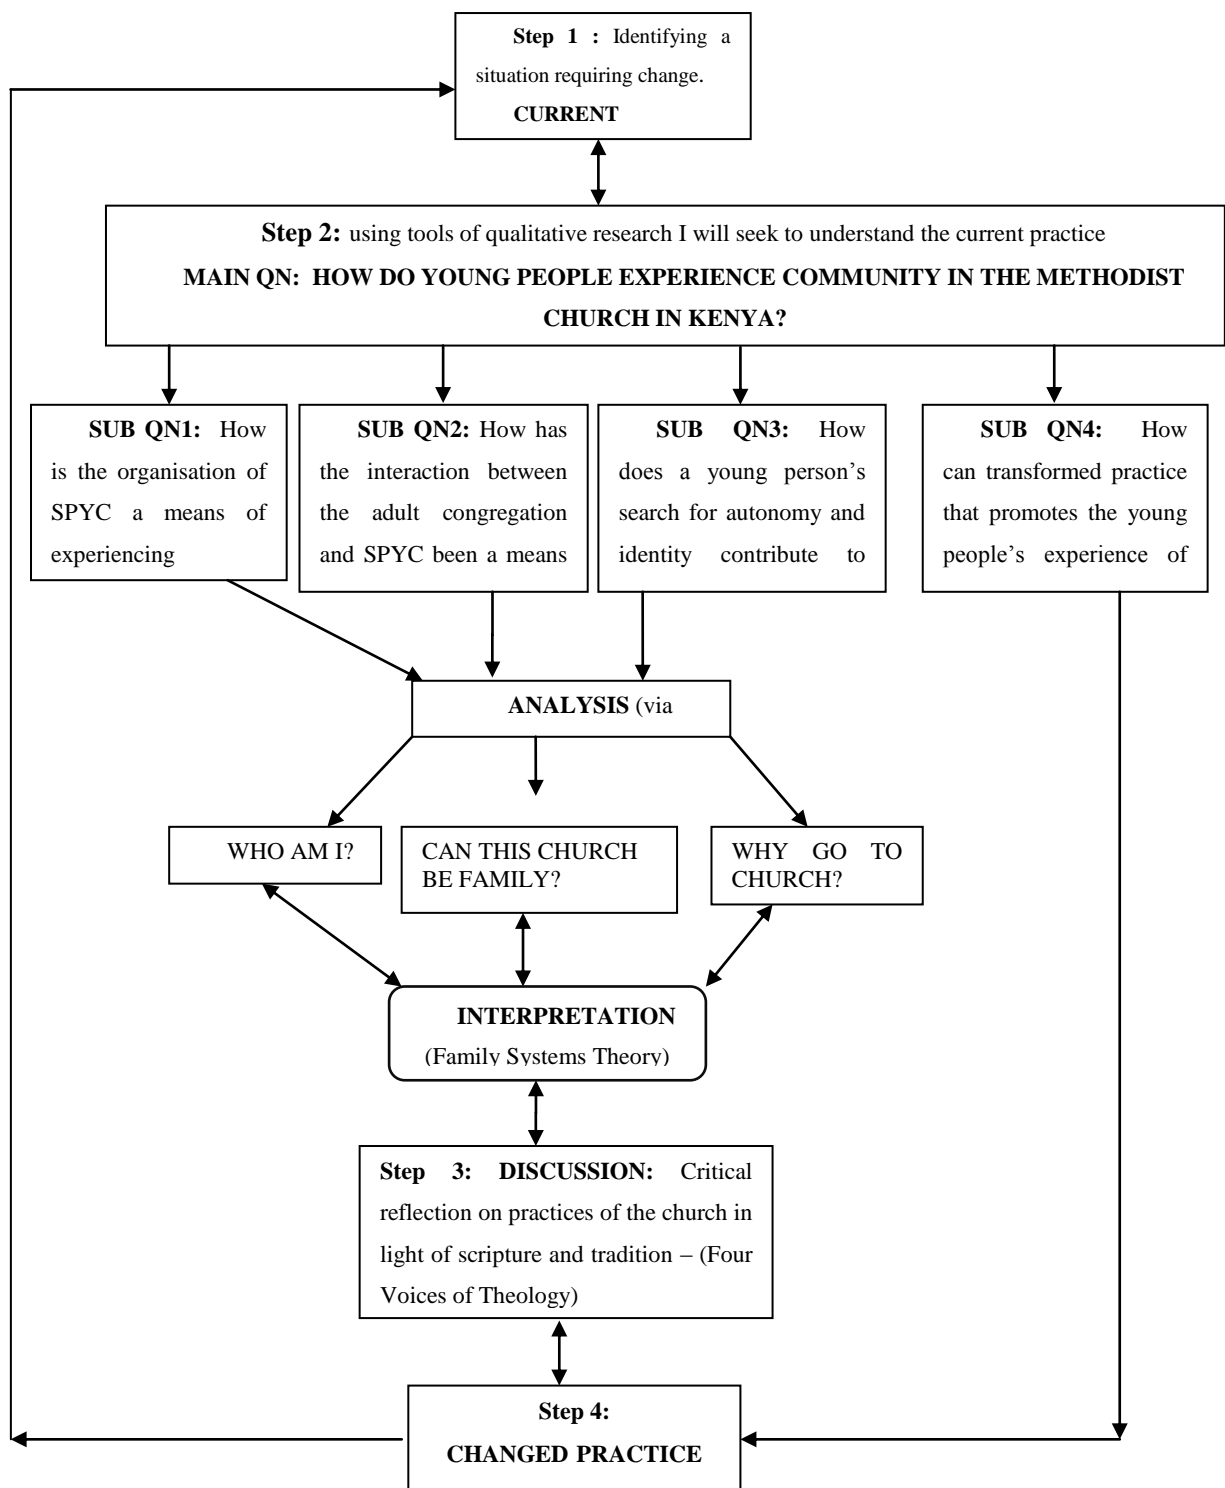 Step 1 : Identifying a
situation requiring change.
CURRENT
Step 2: using tools of qualitative research I will seek to understand the current practice
MAIN QN: HOW DO YOUNG PEOPLE EXPERIENCE COMMUNITY IN THE METHODIST
CHURCH IN KENYA?
SUB QN1: How
is the organisation of
SPYC a means of
experiencing
SUB QN2: How has
the interaction between
the adult congregation
and SPYC been a means
SUB QN3: How
does a young person’s
search for autonomy and
identity contribute to
SUB QN4: How
can transformed practice
that promotes the young
people’s experience of
ANALYSIS (via
WHO AM I?
CAN THIS CHURCH
BE FAMILY?
WHY GO TO
CHURCH?
INTERPRETATION
(Family Systems Theory)
Step 3: DISCUSSION: Critical
reflection on practices of the church in
light of scripture and tradition – (Four
Voices of Theology)
Step 4:
CHANGED PRACTICE